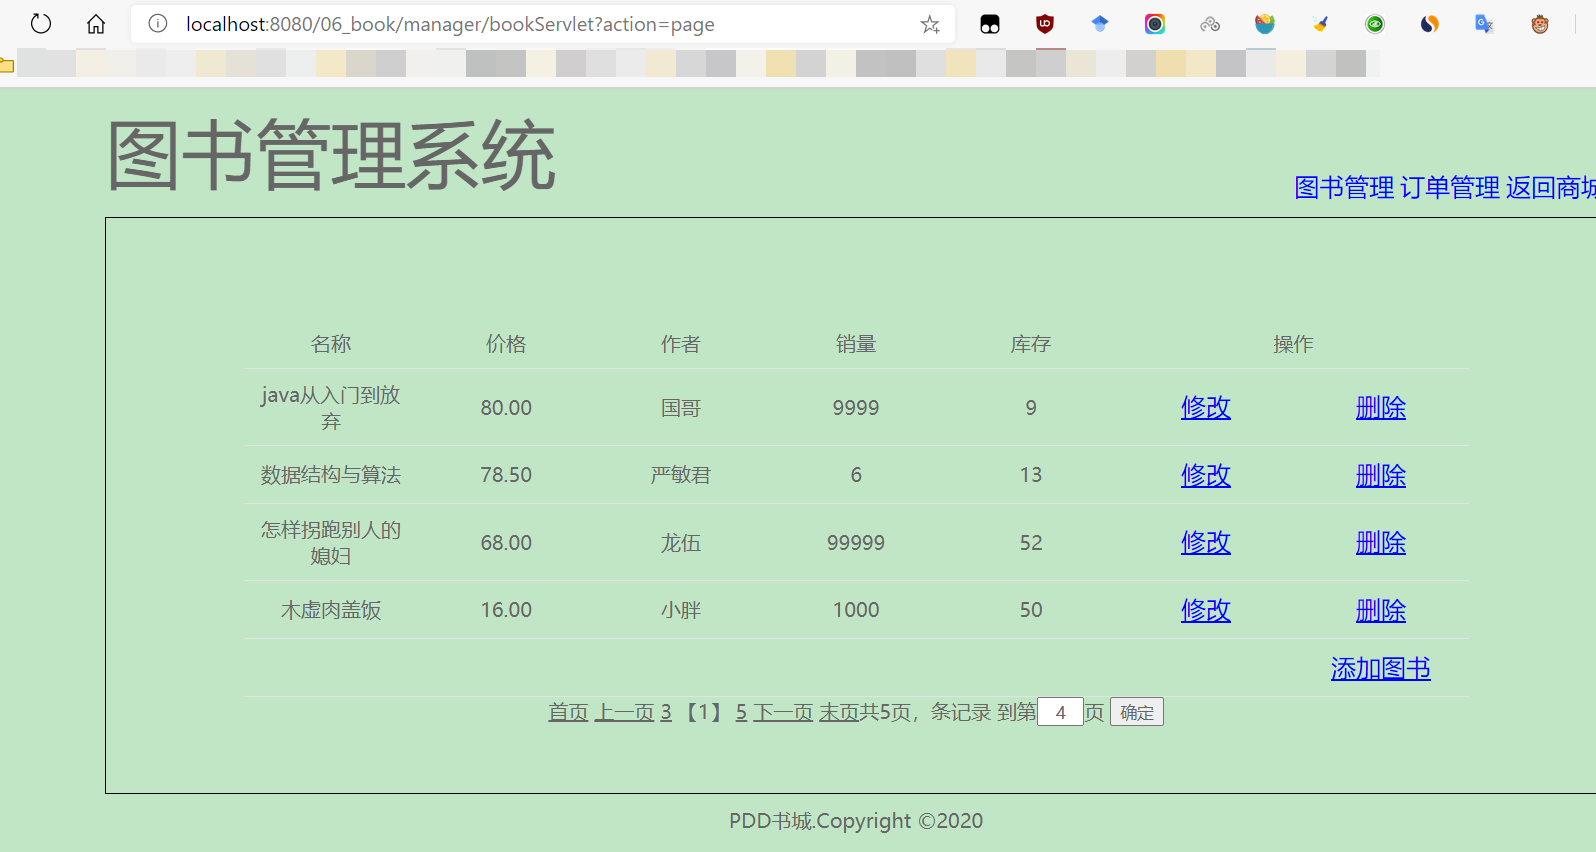 localhost:8080/06_book/manager/bookServlet?action=page
图书管理系统
图书管理 订单管理 返回商城
名称 价格 作者 销量 库存 操作
java从入门到放
弃 80.00 国哥 9999 9 修改 删除
数据结构与算法 78.50 严敏君 6 13 修改 删除
怎样拐跑别人的
媳妇 68.00 龙伍 99999 52 修改 删除
木虚肉盖饭 16.00 小胖 1000 50 修改 删除
添加图书
首页 上一页 3 【1】 5 下一页 末页共5页，条记录 到第 4 页 确定
PDD书城.Copyright ©2020